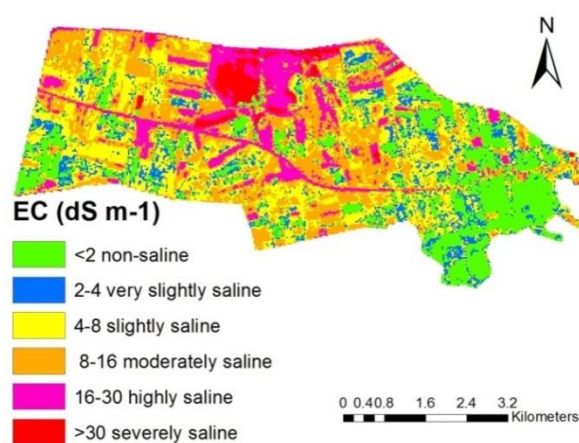 N
EC (dS m-1)
<2 non-saline
2-4 very slightly saline
4-8 slightly saline
8-16 moderately saline
16-30 highly saline
>30 severely saline
0 0.40.8 1.6 2.4 3.2
Kilometers